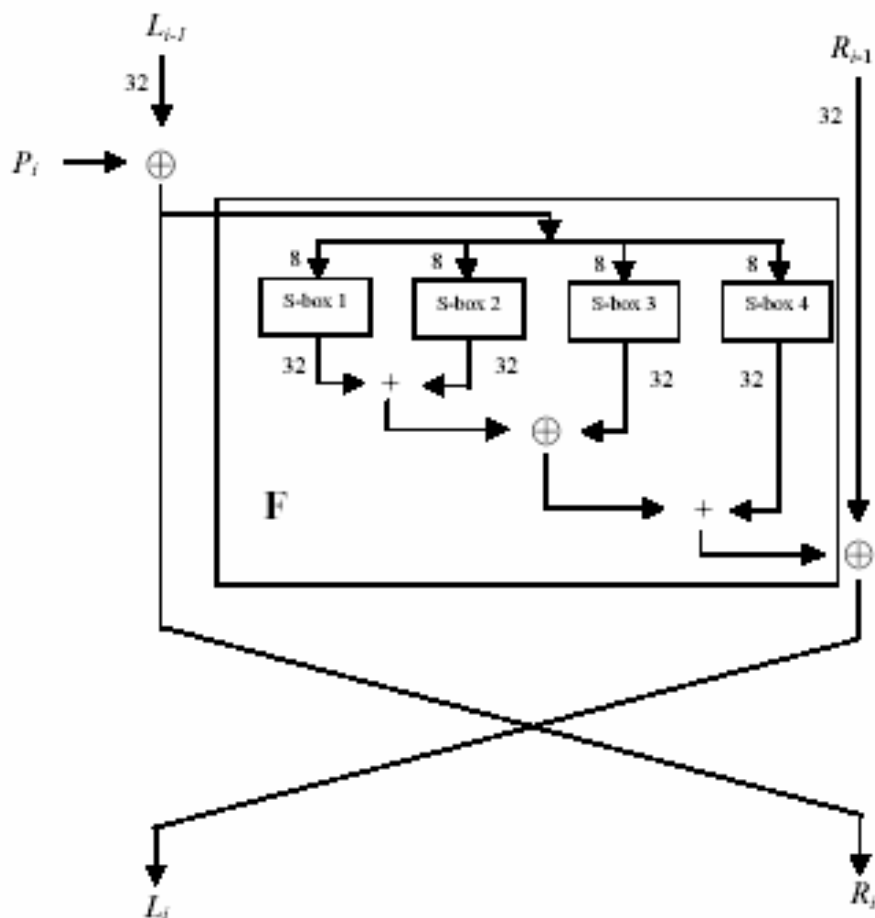 L_{i-1}
R_{i-1}
32
32
P_i
⊕
8 8 8 8
S-box 1 S-box 2 S-box 3 S-box 4
32 + 32 32 32
⊕
F
+
⊕
L_i
R_i